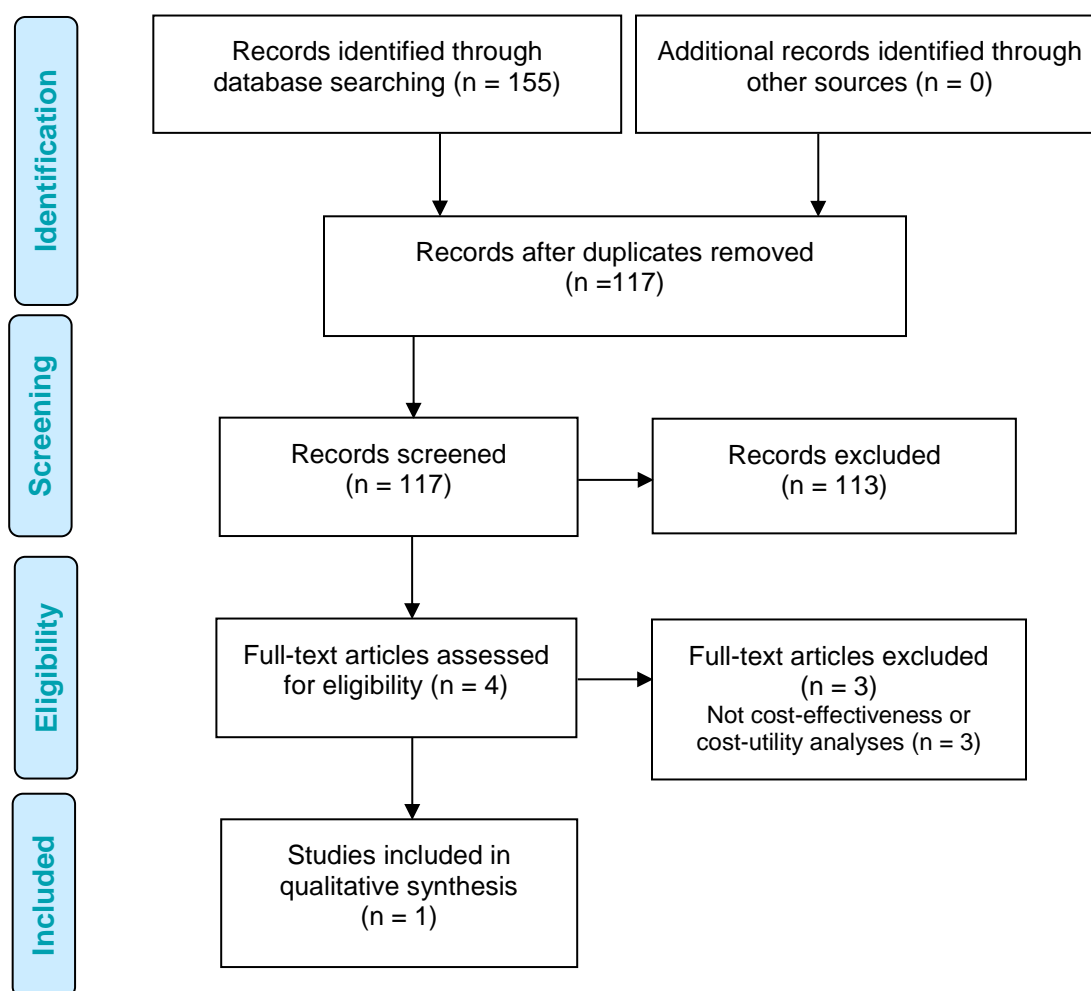 Identification
Records identified through
database searching (n = 155)
Additional records identified through
other sources (n = 0)
Records after duplicates removed
(n =117)
Screening
Records screened
(n = 117)
Records excluded
(n = 113)
Eligibility
Full-text articles assessed
for eligibility (n = 4)
Full-text articles excluded
(n = 3)
Not cost-effectiveness or
cost-utility analyses (n = 3)
Included
Studies included in
qualitative synthesis
(n = 1)